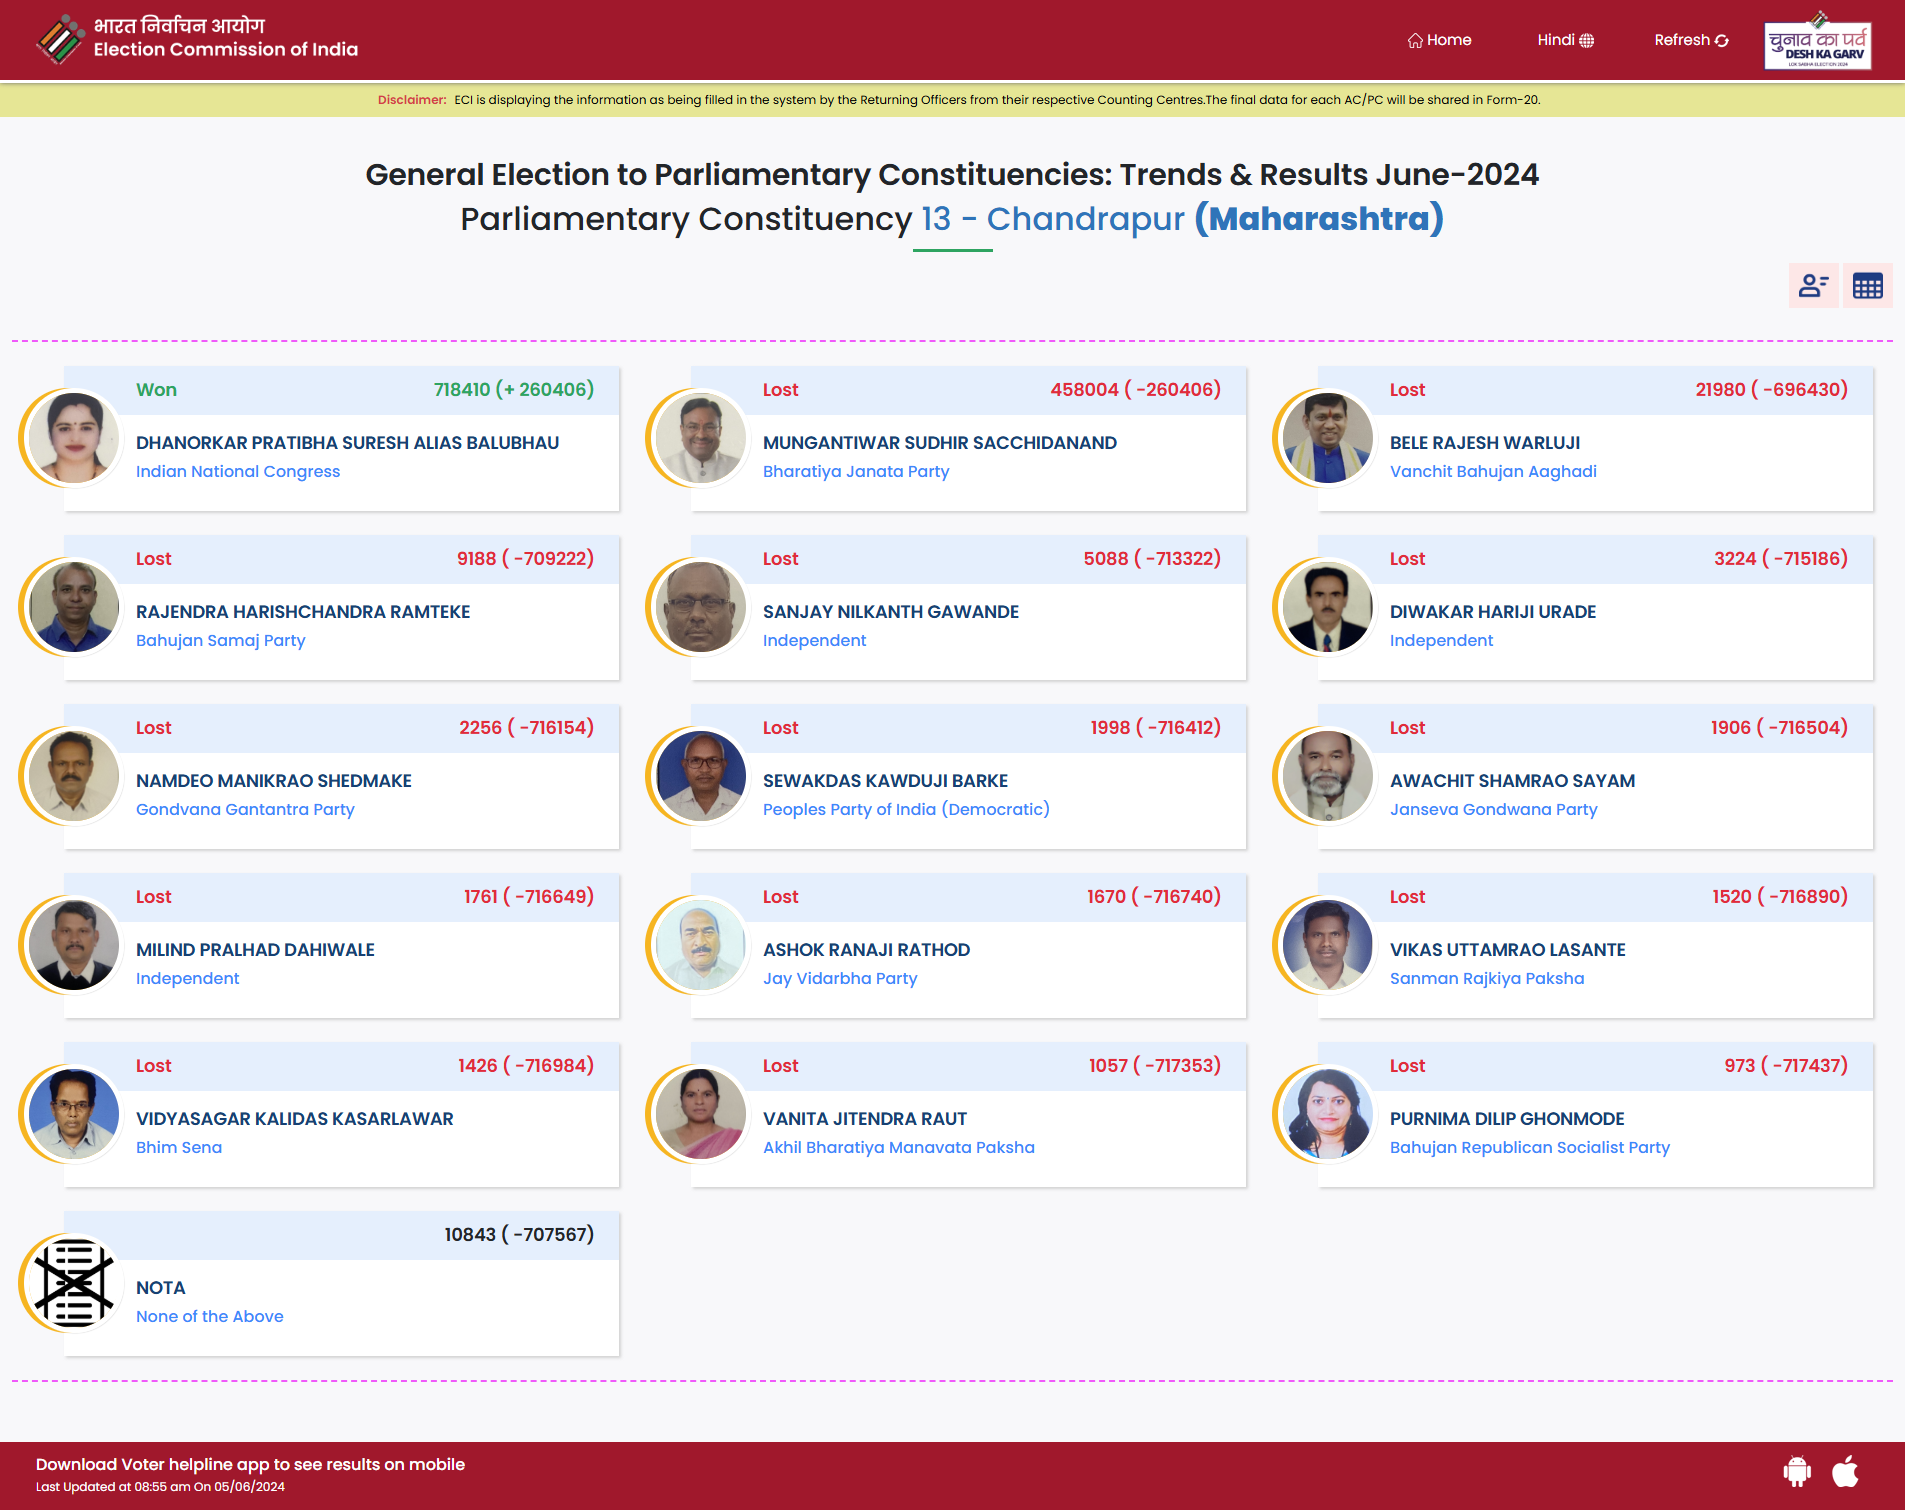 भारत निर्वाचन आयोग
Election Commission of India
Home
Hindi
Refresh
चुनाव का पर्व
DESH KA GARV
LOK SABHA ELECTION 2024
Disclaimer: ECI is displaying the information as being filled in the system by the Returning Officers from their respective Counting Centres.The final data for each AC/PC will be shared in Form-20.
General Election to Parliamentary Constituencies: Trends & Results June-2024
Parliamentary Constituency 13 - Chandrapur (Maharashtra)
Won 718410 (+ 260406)
DHANORKAR PRATIBHA SURESH ALIAS BALUBHAU
Indian National Congress
Lost 458004 ( -260406)
MUNGANTIWAR SUDHIR SACCHIDANAND
Bharatiya Janata Party
Lost 21980 ( -696430)
BELE RAJESH WARLUJI
Vanchit Bahujan Aaghadi
Lost 9188 ( -709222)
RAJENDRA HARISHCHANDRA RAMTEKE
Bahujan Samaj Party
Lost 5088 ( -713322)
SANJAY NILKANTH GAWANDE
Independent
Lost 3224 ( -715186)
DIWAKAR HARIJI URADE
Independent
Lost 2256 ( -716154)
NAMDEO MANIKRAO SHEDMAKE
Gondvana Gantantra Party
Lost 1998 ( -716412)
SEWAKDAS KAWDUJI BARKE
Peoples Party of India (Democratic)
Lost 1906 ( -716504)
AWACHIT SHAMRAO SAYAM
Janseva Gondwana Party
Lost 1761 ( -716649)
MILIND PRALHAD DAHIWALE
Independent
Lost 1670 ( -716740)
ASHOK RANAJI RATHOD
Jay Vidarbha Party
Lost 1520 ( -716890)
VIKAS UTTAMRAO LASANTE
Sanman Rajkiya Paksha
Lost 1426 ( -716984)
VIDYASAGAR KALIDAS KASARLAWAR
Bhim Sena
Lost 1057 ( -717353)
VANITA JITENDRA RAUT
Akhil Bharatiya Manavata Paksha
Lost 973 ( -717437)
PURNIMA DILIP GHONMODE
Bahujan Republican Socialist Party
10843 ( -707567)
NOTA
None of the Above
Download Voter helpline app to see results on mobile
Last Updated at 08:55 am On 05/06/2024